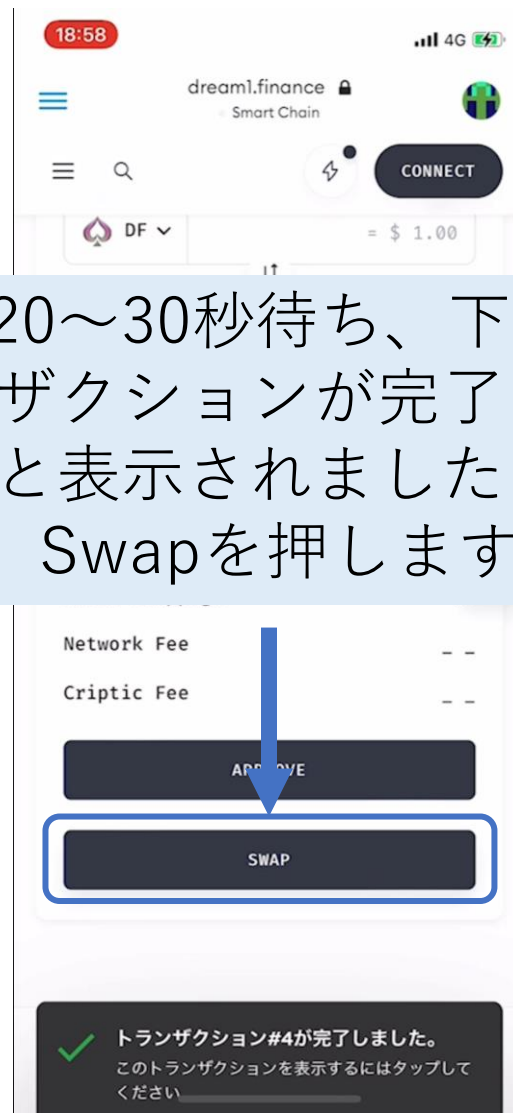 18:58
4G
dream1.finance
Smart Chain
CONNECT
DF
= $ 1.00
20～30秒待ち、下
ザクションが完了
と表示されました
Swapを押します
Network Fee
_ _
Criptic Fee
_ _
APPROVE
SWAP
トランザクション#4が完了しました。
このトランザクションを表示するにはタップして
ください